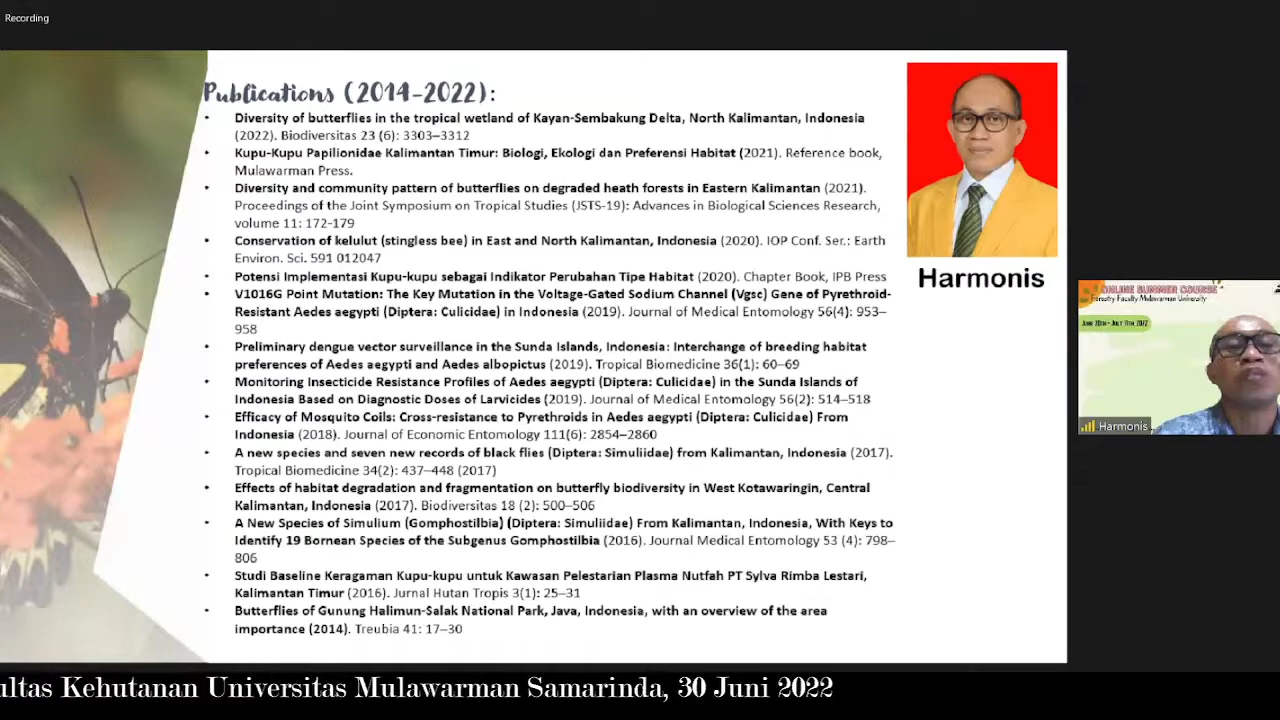 Recording
Publications (2014-2022):
• Diversity of butterflies in the tropical wetland of Kayan-Sembakung Delta, North Kalimantan, Indonesia
(2022). Biodiversitas 23 (6): 3303–3312
• Kupu-Kupu Papilionidae Kalimantan Timur: Biologi, Ekologi dan Preferensi Habitat (2021). Reference book,
Mulawarman Press.
• Diversity and community pattern of butterflies on degraded heath forests in Eastern Kalimantan (2021).
Proceedings of the Joint Symposium on Tropical Studies (JSTS-19): Advances in Biological Sciences Research,
volume 11: 172-179
• Conservation of kelulut (stingless bee) in East and North Kalimantan, Indonesia (2020). IOP Conf. Ser.: Earth
Environ. Sci. 591 012047
• Potensi Implementasi Kupu-kupu sebagai Indikator Perubahan Tipe Habitat (2020). Chapter Book, IPB Press
• V1016G Point Mutation: The Key Mutation in the Voltage-Gated Sodium Channel (Vgsc) Gene of Pyrethroid-
Resistant Aedes aegypti (Diptera: Culicidae) in Indonesia (2019). Journal of Medical Entomology 56(4): 953–
958
• Preliminary dengue vector surveillance in the Sunda Islands, Indonesia: Interchange of breeding habitat
preferences of Aedes aegypti and Aedes albopictus (2019). Tropical Biomedicine 36(1): 60–69
• Monitoring Insecticide Resistance Profiles of Aedes aegypti (Diptera: Culicidae) in the Sunda Islands of
Indonesia Based on Diagnostic Doses of Larvicides (2019). Journal of Medical Entomology 56(2): 514–518
• Efficacy of Mosquito Coils: Cross-resistance to Pyrethroids in Aedes aegypti (Diptera: Culicidae) From
Indonesia (2018). Journal of Economic Entomology 111(6): 2854–2860
• A new species and seven new records of black flies (Diptera: Simuliidae) from Kalimantan, Indonesia (2017).
Tropical Biomedicine 34(2): 437–448 (2017)
• Effects of habitat degradation and fragmentation on butterfly biodiversity in West Kotawaringin, Central
Kalimantan, Indonesia (2017). Biodiversitas 18 (2): 500–506
• A New Species of Simulium (Gomphostilbia) (Diptera: Simuliidae) From Kalimantan, Indonesia, With Keys to
Identify 19 Bornean Species of the Subgenus Gomphostilbia (2016). Journal Medical Entomology 53 (4): 798–
806
• Studi Baseline Keragaman Kupu-kupu untuk Kawasan Pelestarian Plasma Nutfah PT Sylva Rimba Lestari,
Kalimantan Timur (2016). Jurnal Hutan Tropis 3(1): 25–31
• Butterflies of Gunung Halimun-Salak National Park, Java, Indonesia, with an overview of the area
importance (2014). Treubia 41: 17–30
Harmonis
ONLINE SUMMER COURSE
Forestry Faculty Mulawarman University
JUNE 20TH - JULY 11TH 2022
Harmonis
ultas Kehutanan Universitas Mulawarman Samarinda, 30 Juni 2022